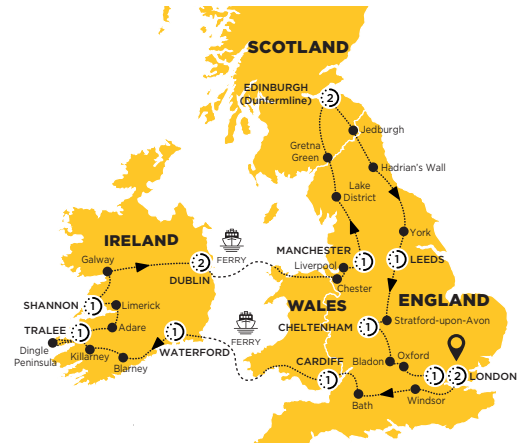 SCOTLAND
EDINBURGH
(Dunfermline)
2
Jedburgh
Gretna
Green
Hadrian's Wall
Lake
District
York
IRELAND
FERRY
MANCHESTER
1
1
LEEDS
Galway
2
DUBLIN
Liverpool
Chester
SHANNON
1
Limerick
WALES
ENGLAND
TRALEE
1
Adare
1
CHELTENHAM
1
Stratford-upon-Avon
Dingle
Peninsula
Killarney
Blarney
WATERFORD
FERRY
CARDIFF
1
Bladon
Oxford
1
2
LONDON
Windsor
Bath